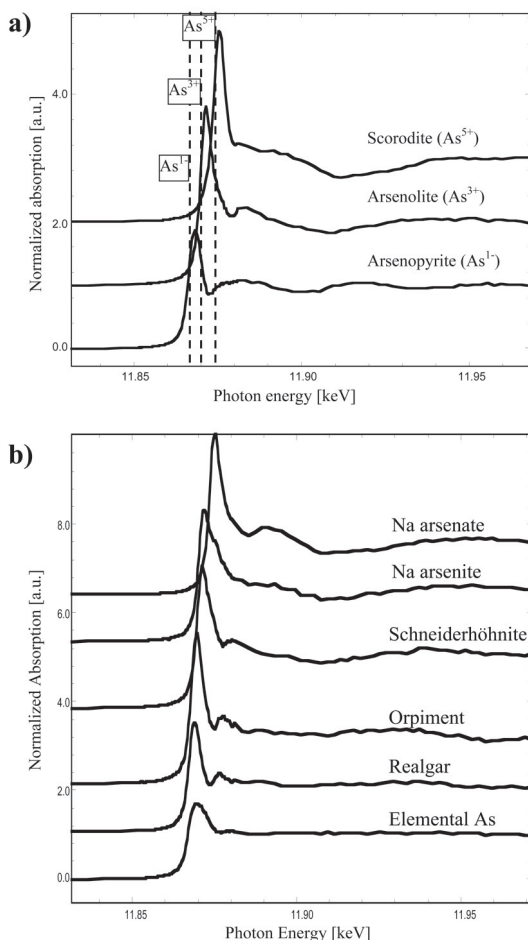 a)
As5+
As3+
As1-
Normalized absorption [a.u.]
4.0
2.0
0.0
Scorodite (As5+)
Arsenolite (As3+)
Arsenopyrite (As1-)
11.85
11.90
11.95
Photon energy [keV]
b)
Normalized Absorption [a.u.]
8.0
6.0
4.0
2.0
0.0
Na arsenate
Na arsenite
Schneiderhöhnite
Orpiment
Realgar
Elemental As
11.85
11.90
11.95
Photon Energy [keV]